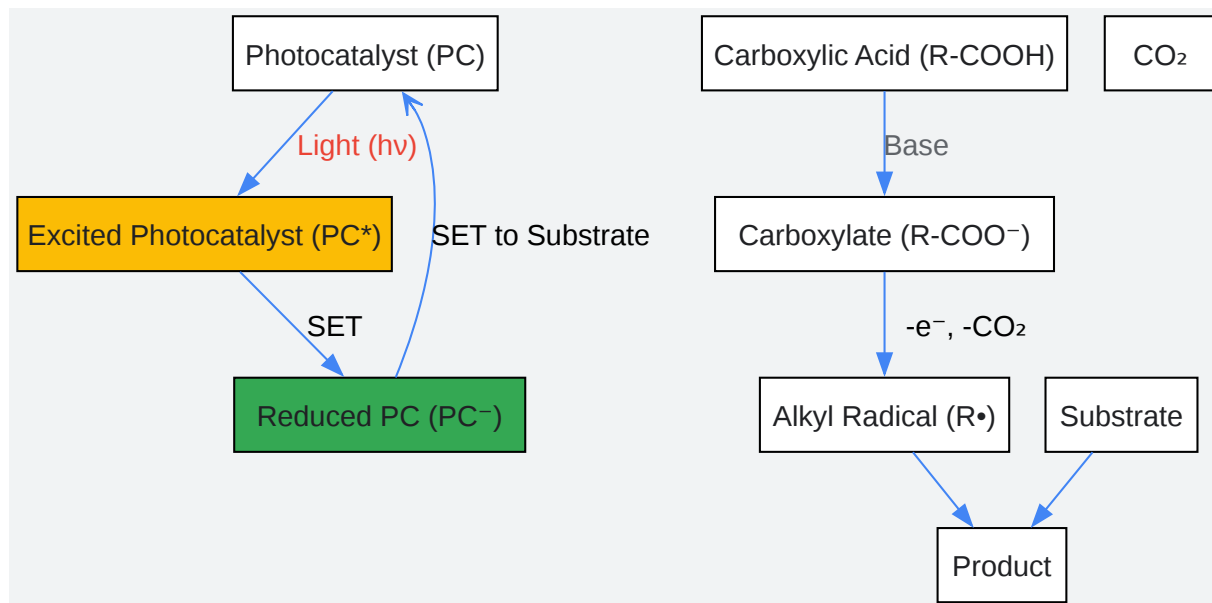 Photocatalyst (PC)
Carboxylic Acid (R-COOH)
CO₂
Light (hν)
Base
Excited Photocatalyst (PC*)
SET to Substrate
Carboxylate (R-COO⁻)
SET
-e⁻, -CO₂
Reduced PC (PC⁻)
Alkyl Radical (R•)
Substrate
Product